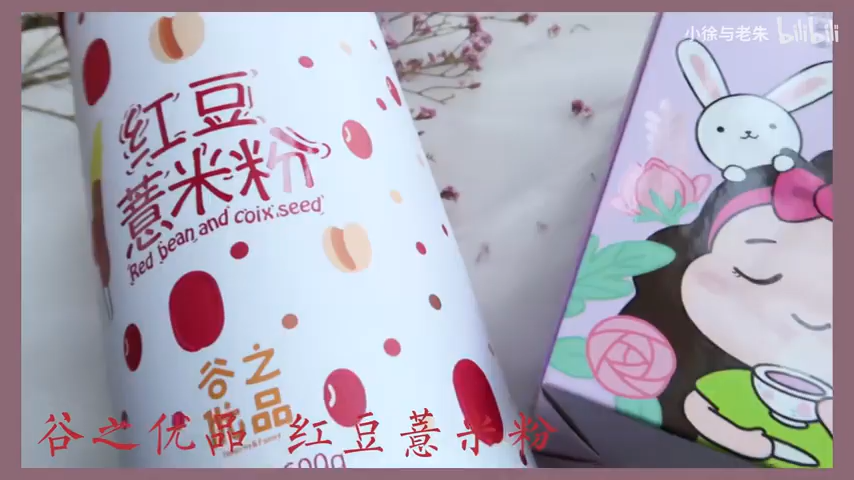 小徐与老朱 bilibili
红豆
薏米粉
Red bean and coix seed
谷之
优品
600g
谷之优品 红豆薏米粉